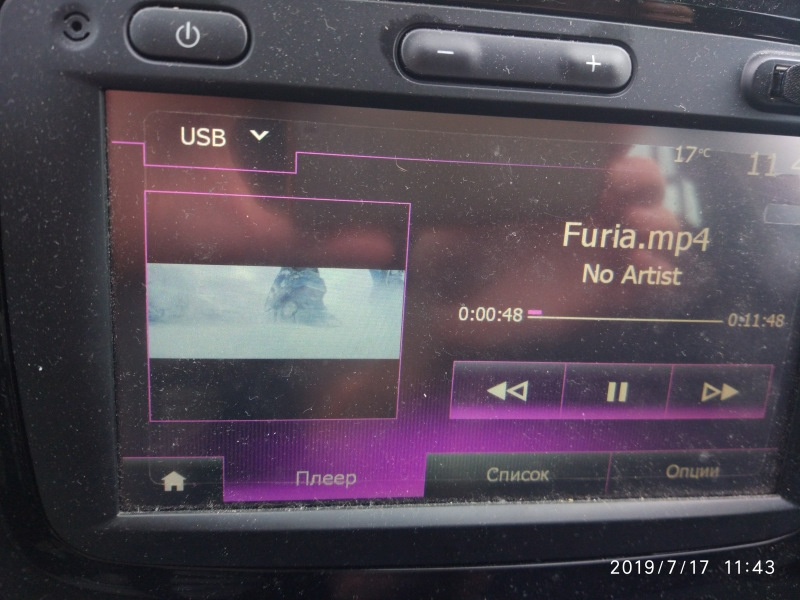 − +
USB
17°C
Furia.mp4
No Artist
0:00:48 0:11:48
Плеер Список Опции
2019/7/17 11:43